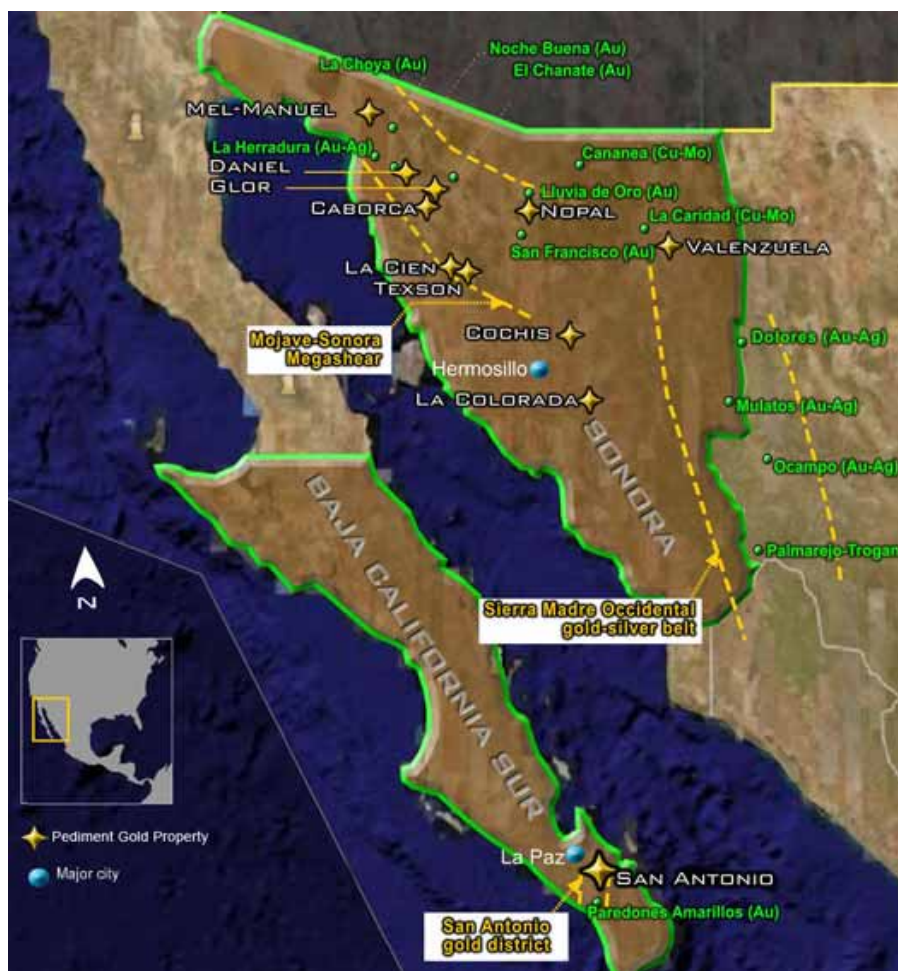 Noche Buena (Au)
La Choya (Au)
El Chanate (Au)
MEL-MANUEL
La Herradura (Au-Ag)
Cananea (Cu-Mo)
DANIEL
GLOR
Lluvia de Oro (Au)
CABORCA
NOPAL
La Caridad (Cu-Mo)
San Francisco (Au)
VALENZUELA
LA CIEN
TEXSON
Mojave-Sonora
Megashear
COCHIS
Dolores (Au-Ag)
Hermosillo
LA COLORADA
Mulatos (Au-Ag)
SONORA
Ocampo (Au-Ag)
BAJA CALIFORNIA SUR
Palmarejo-Trogan
N
Sierra Madre Occidental
gold-silver belt
Pediment Gold Property
Major city
La Paz
SAN ANTONIO
San Antonio
gold district
Paredones Amarillos (Au)